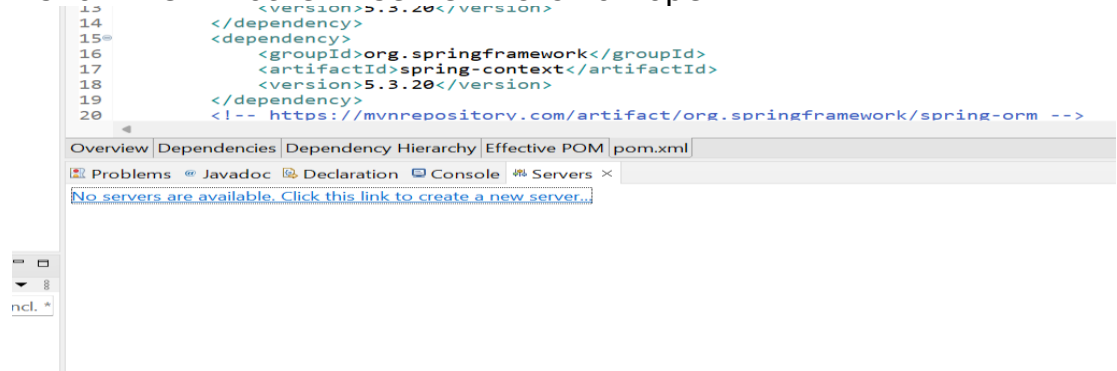 13 <version>5.3.20</version>
14 </dependency>
15 <dependency>
16 <groupId>org.springframework</groupId>
17 <artifactId>spring-context</artifactId>
18 <version>5.3.20</version>
19 </dependency>
20 <!-- https://mvnrepository.com/artifact/org.springframework/spring-orm -->
Overview Dependencies Dependency Hierarchy Effective POM pom.xml
Problems @ Javadoc Declaration Console Servers ×
No servers are available. Click this link to create a new server...
ncl. *